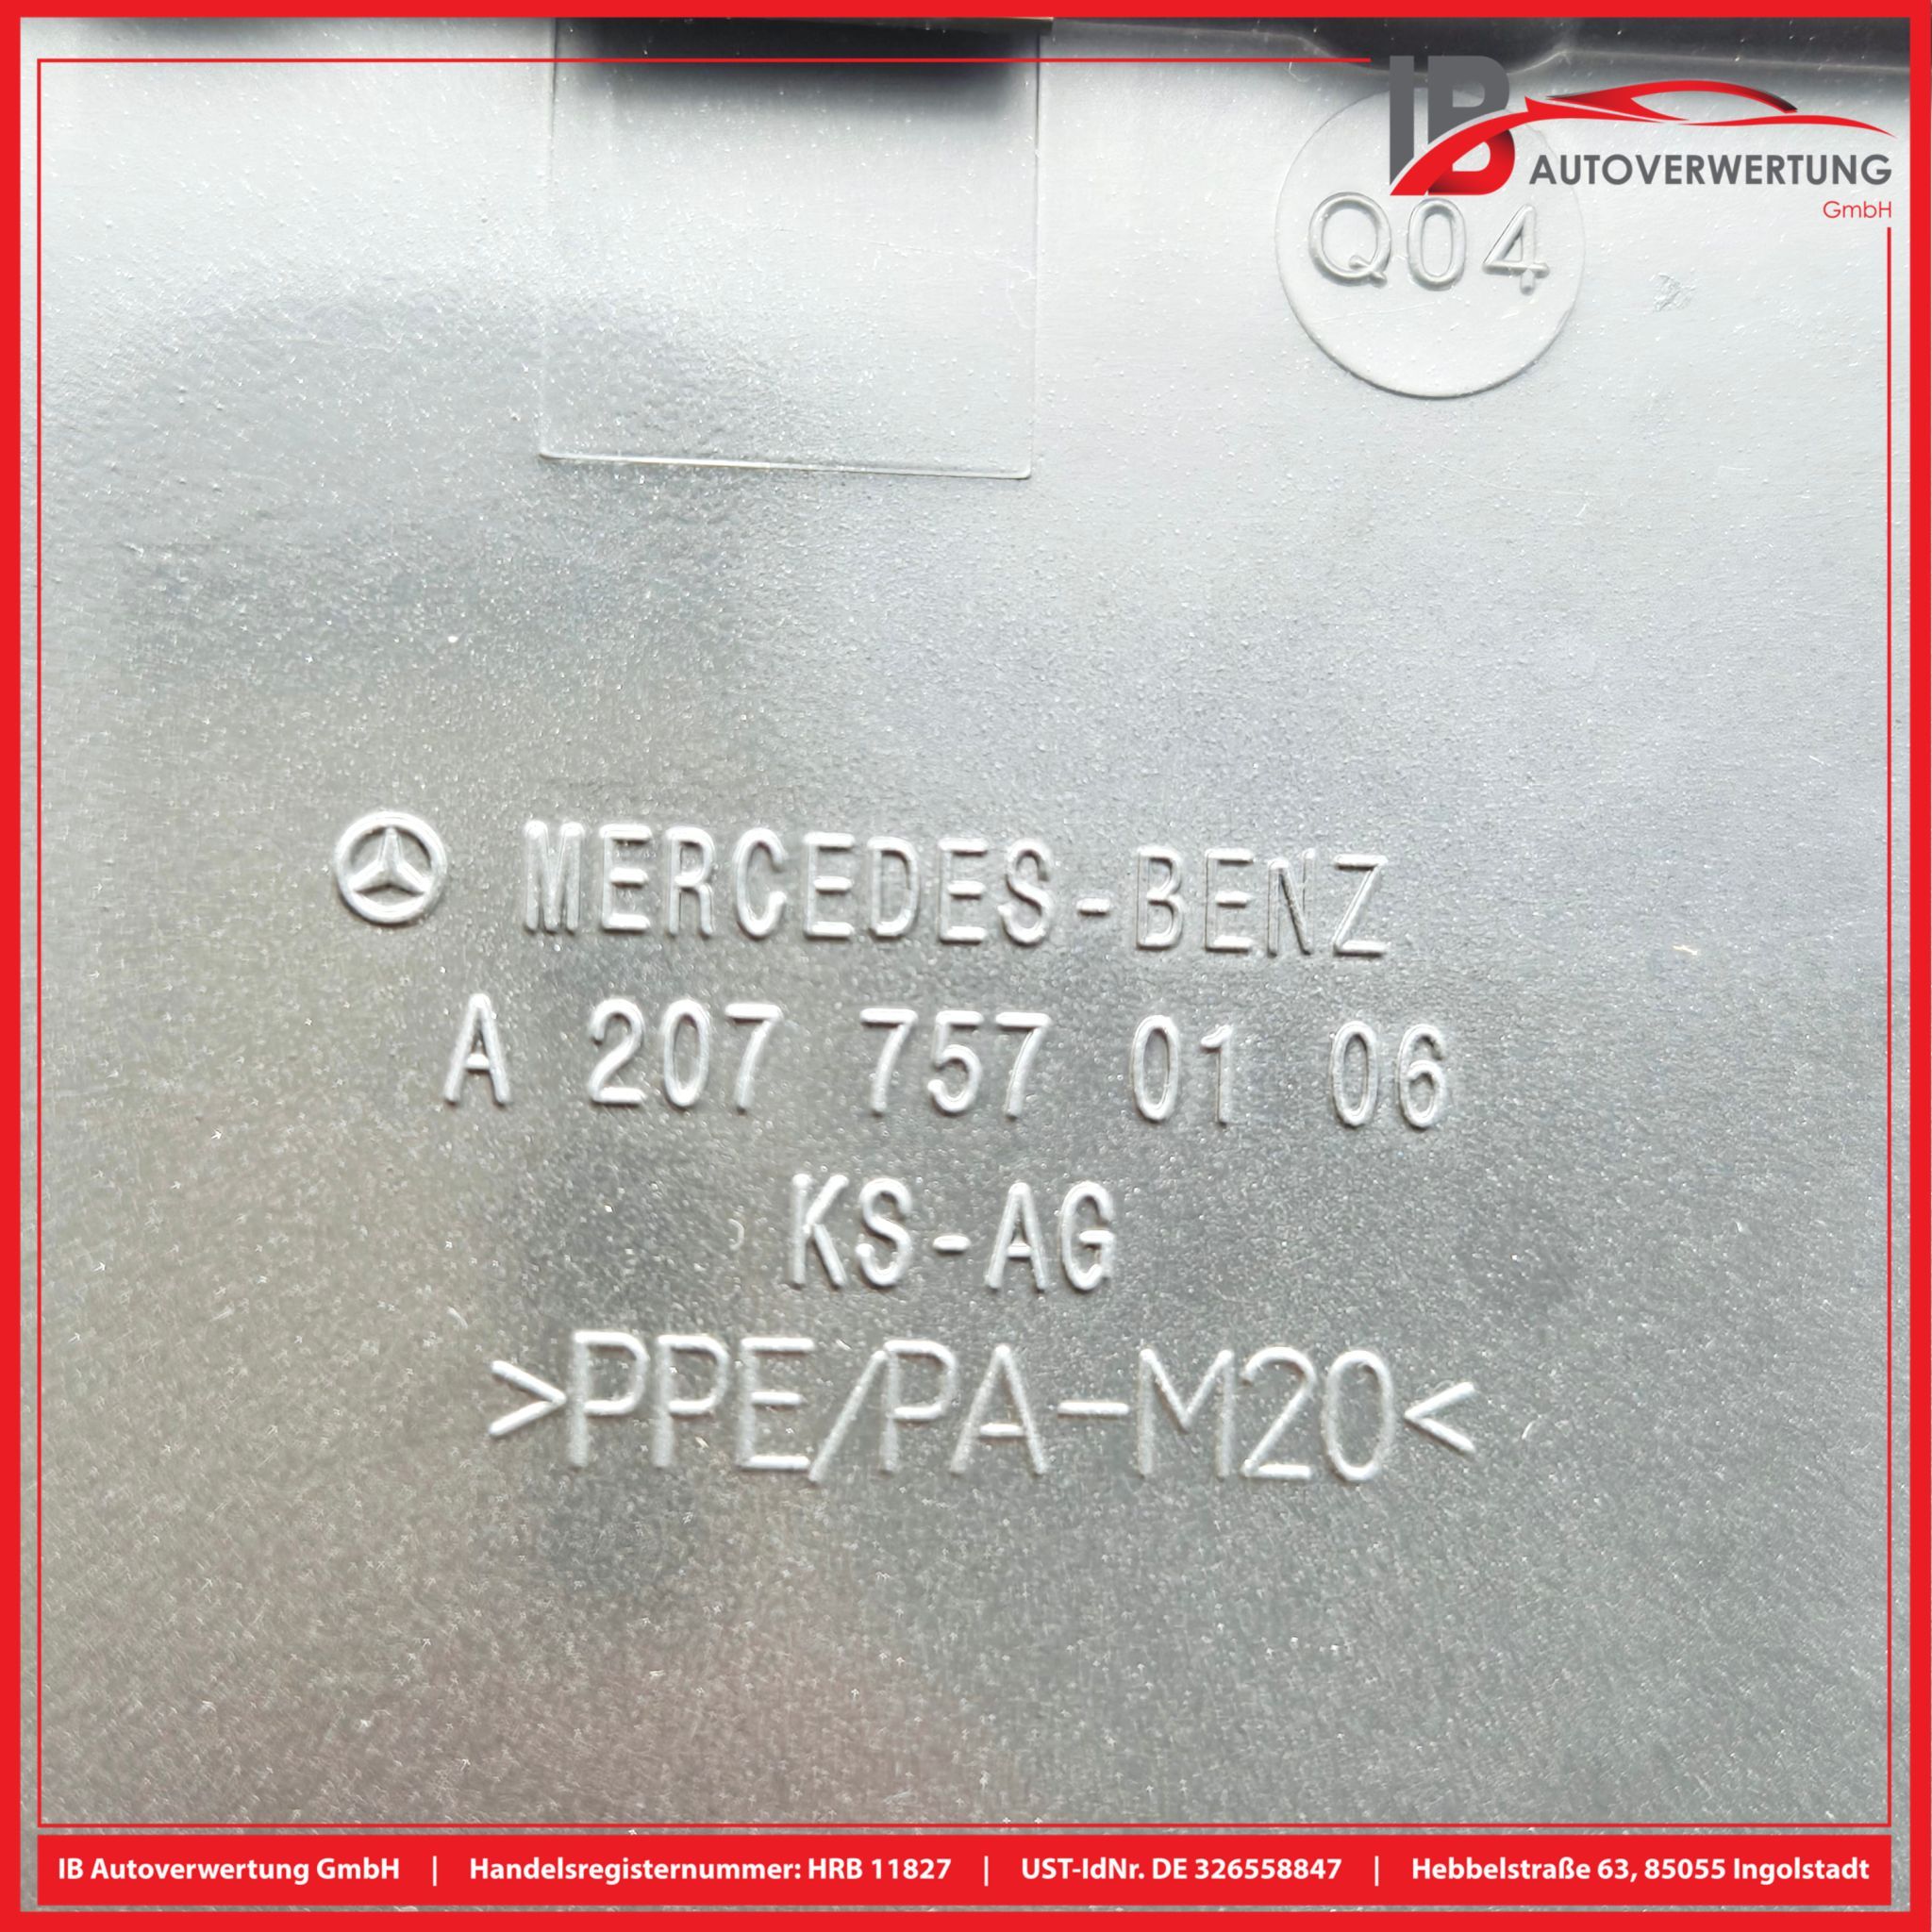 IB
AUTOVERWERTUNG
GmbH
Q04
MERCEDES-BENZ
A 207 757 01 06
KS-AG
>PPE/PA-M20<
IB Autoverwertung GmbH | Handelsregisternummer: HRB 11827 | UST-IdNr. DE 326558847 | Hebbelstraße 63, 85055 Ingolstadt